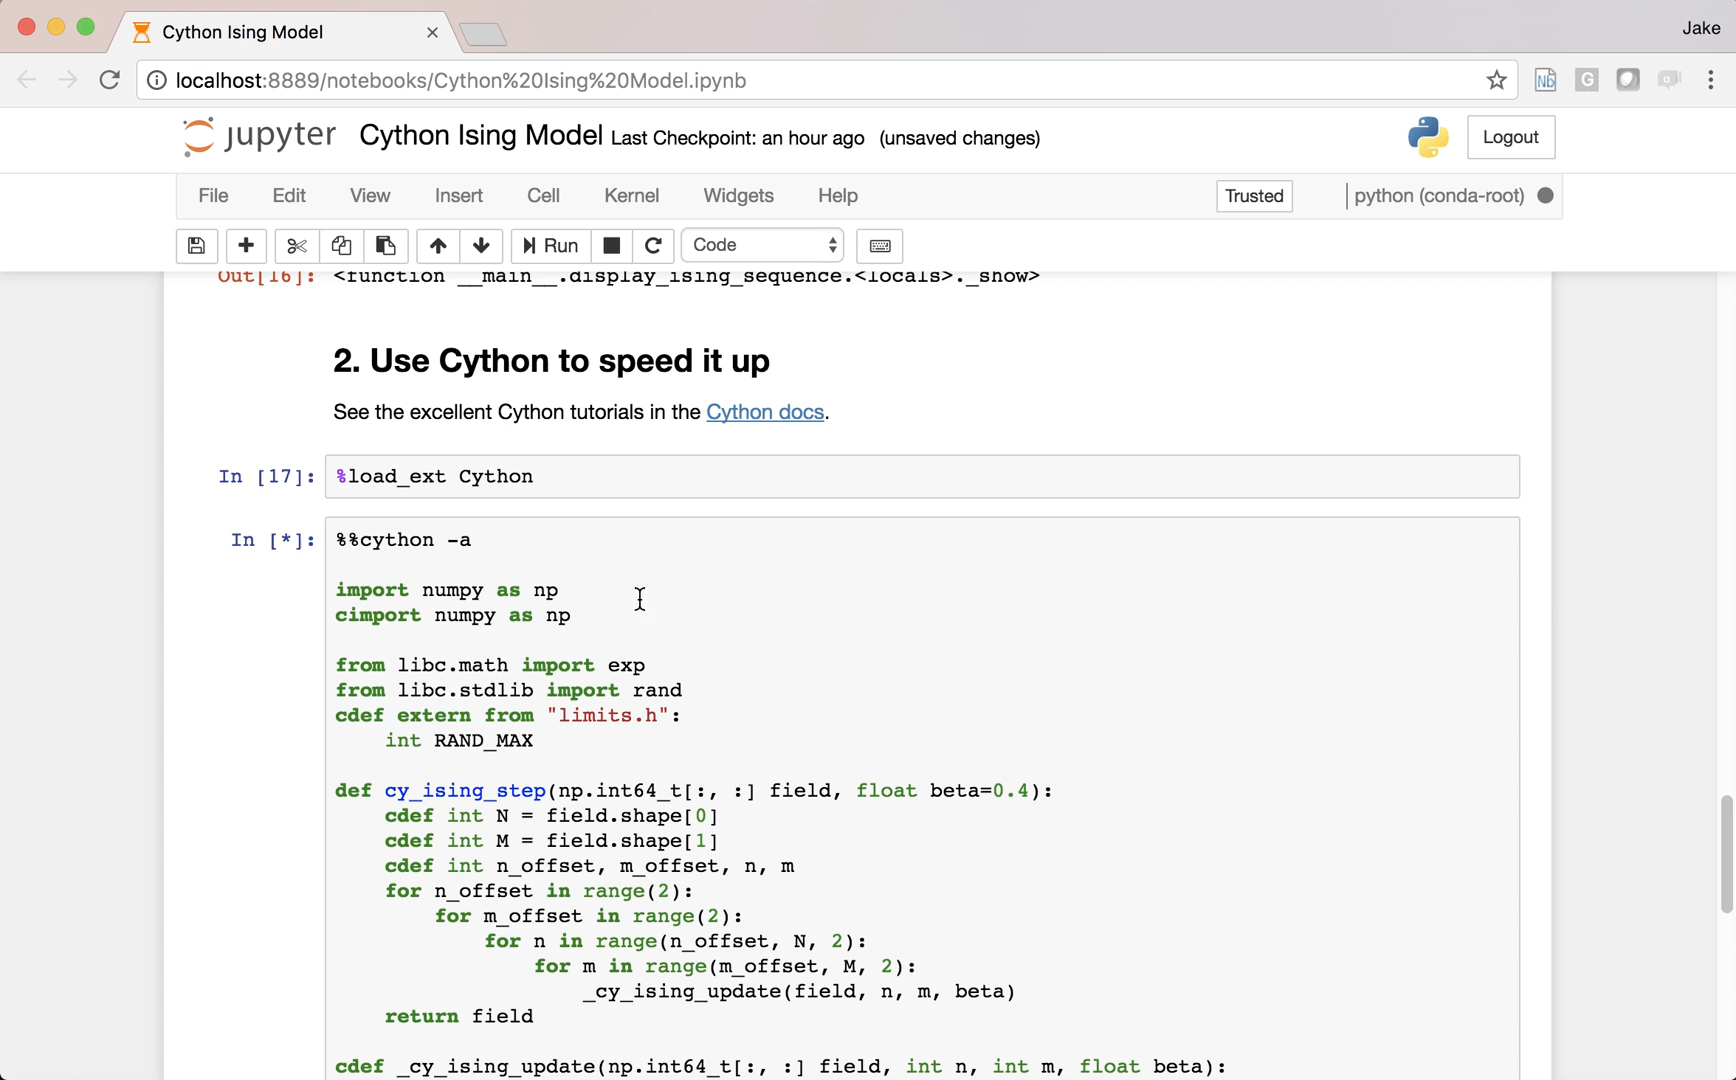 Cython Ising Model
Jake
localhost:8889/notebooks/Cython%20Ising%20Model.ipynb
Nb
G
jupyter Cython Ising Model Last Checkpoint: an hour ago (unsaved changes)
Logout
File Edit View Insert Cell Kernel Widgets Help
Trusted
python (conda-root)
Run
Code
Out[16]: <function __main__.display_ising_sequence.<locals>._show>
2. Use Cython to speed it up
See the excellent Cython tutorials in the Cython docs.
In [17]: %load_ext Cython
In [*]: %%cython -a
import numpy as np
cimport numpy as np
from libc.math import exp
from libc.stdlib import rand
cdef extern from "limits.h":
    int RAND_MAX
def cy_ising_step(np.int64_t[:, :] field, float beta=0.4):
    cdef int N = field.shape[0]
    cdef int M = field.shape[1]
    cdef int n_offset, m_offset, n, m
    for n_offset in range(2):
        for m_offset in range(2):
            for n in range(n_offset, N, 2):
                for m in range(m_offset, M, 2):
                    _cy_ising_update(field, n, m, beta)
    return field
cdef _cy_ising_update(np.int64_t[:, :] field, int n, int m, float beta):